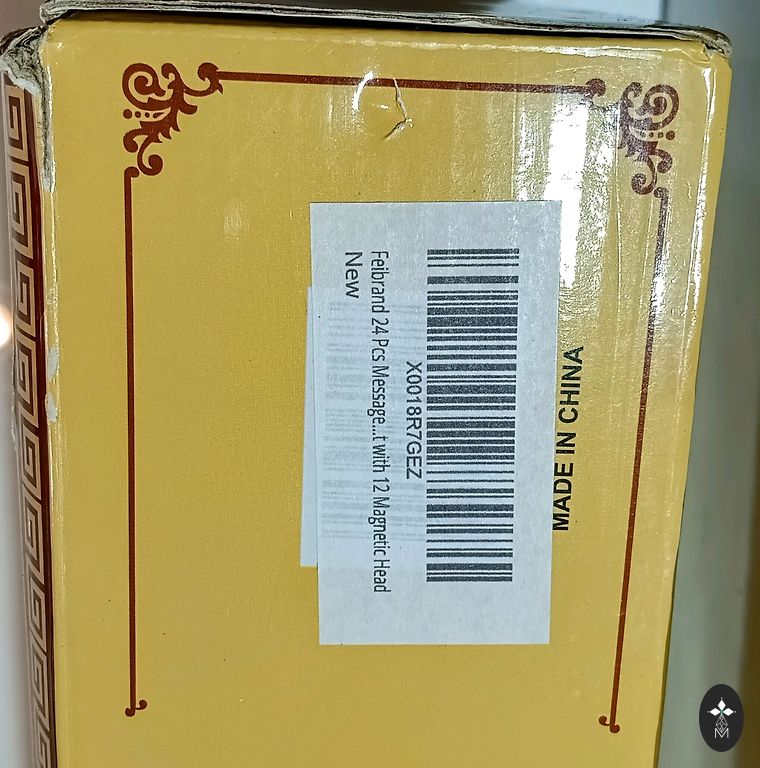 X0018R7GEZ
Feibrand 24 Pcs Message...t with 12 Magnetic Head
New
MADE IN CHINA
M